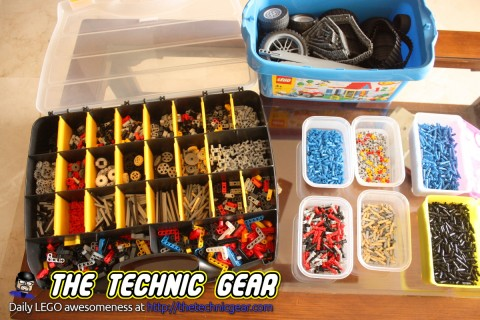 LEGO
THE TECHNIC GEAR
Daily LEGO awesomeness at http://thetechnicgear.com